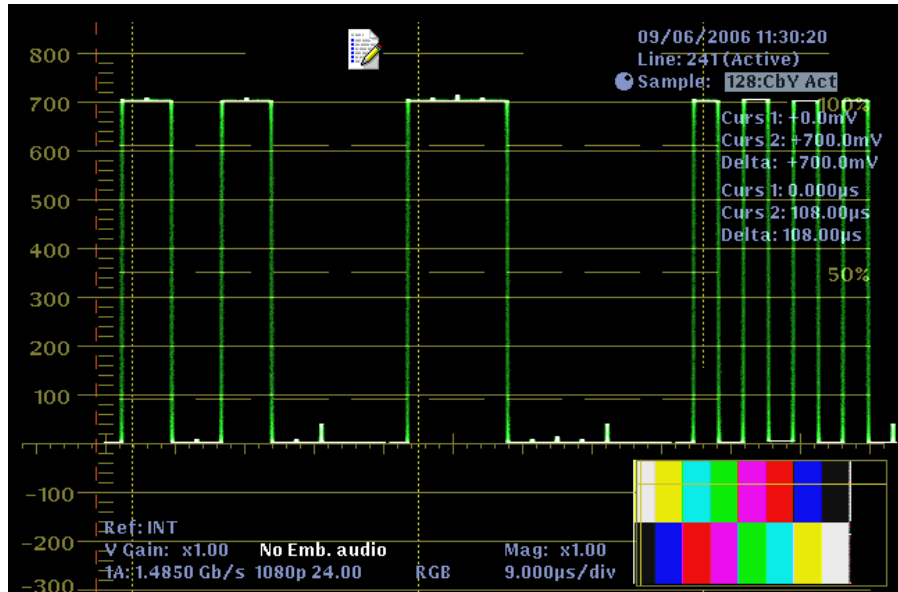 09/06/2006 11:30:20
Line: 241 (Active)
Sample: 128:CbY Act
800
700
600
500
400
300
200
100
-100
-200
-300
100%
50%
Curs 1: +0.0mV
Curs 2: +700.0mV
Delta: +700.0mV
Curs 1: 0.000µs
Curs 2: 108.00µs
Delta: 108.00µs
Ref: INT
V Gain: x1.00 No Emb. audio Mag: x1.00
1A: 1.4850 Gb/s 1080p 24.00 RGB 9.000µs/div